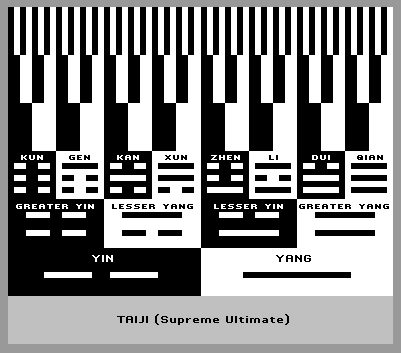 KUN GEN KAN XUN ZHEN LI DUI QIAN
GREATER YIN LESSER YANG LESSER YIN GREATER YANG
YIN YANG
TAIJI (Supreme Ultimate)